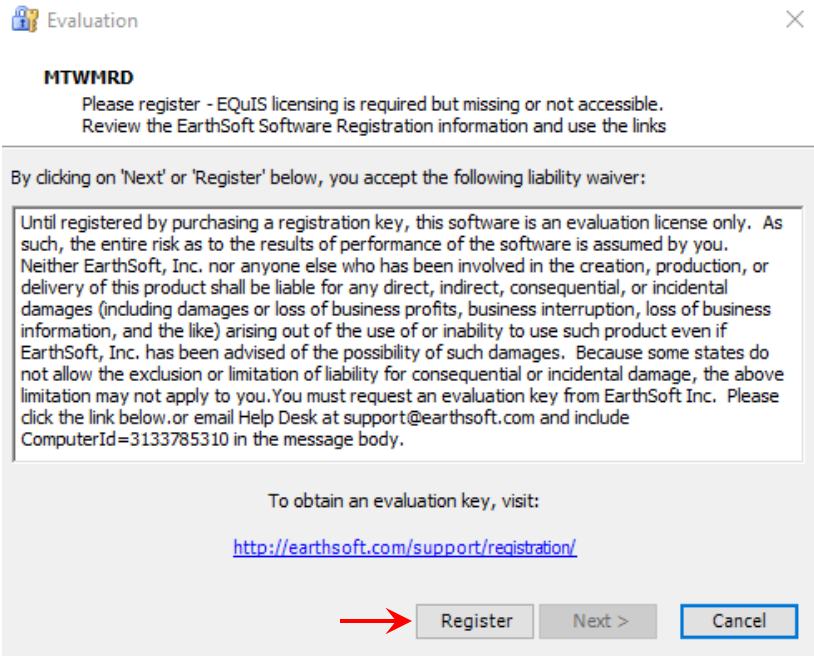 Evaluation
MTWMRD
Please register - EQuIS licensing is required but missing or not accessible.
Review the EarthSoft Software Registration information and use the links
By clicking on 'Next' or 'Register' below, you accept the following liability waiver:
Until registered by purchasing a registration key, this software is an evaluation license only.  As
such, the entire risk as to the results of performance of the software is assumed by you.
Neither EarthSoft, Inc. nor anyone else who has been involved in the creation, production, or
delivery of this product shall be liable for any direct, indirect, consequential, or incidental
damages (including damages or loss of business profits, business interruption, loss of business
information, and the like) arising out of the use of or inability to use such product even if
EarthSoft, Inc. has been advised of the possibility of such damages.  Because some states do
not allow the exclusion or limitation of liability for consequential or incidental damage, the above
limitation may not apply to you.You must request an evaluation key from EarthSoft Inc.  Please
click the link below.or email Help Desk at support@earthsoft.com and include
ComputerId=3133785310 in the message body.
To obtain an evaluation key, visit:
http://earthsoft.com/support/registration/
Register Next > Cancel